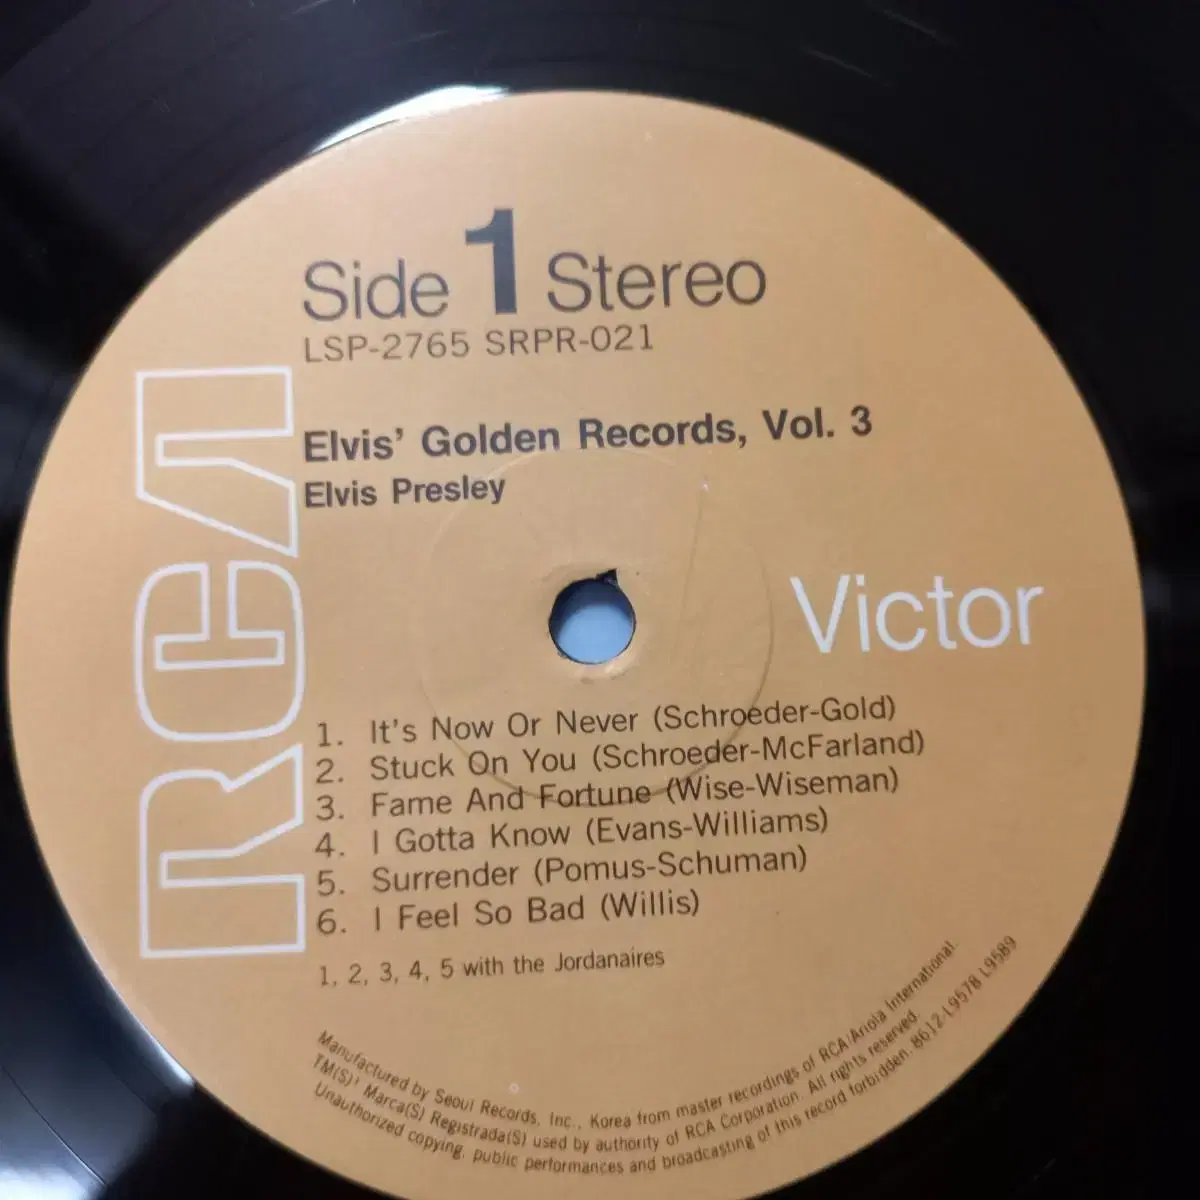 Side 1 Stereo
LSP-2765 SRPR-021
Elvis' Golden Records, Vol. 3
Elvis Presley
RCA
Victor
1. It's Now Or Never (Schroeder-Gold)
2. Stuck On You (Schroeder-McFarland)
3. Fame And Fortune (Wise-Wiseman)
4. I Gotta Know (Evans-Williams)
5. Surrender (Pomus-Schuman)
6. I Feel So Bad (Willis)
1, 2, 3, 4, 5 with the Jordanaires
Manufactured by Seoul Records, Inc., Korea from master recordings of RCA/Ariola International.
TM(S)® Marca(S) Registrada(S) used by authority of RCA Corporation. All rights reserved.
Unauthorized copying, public performances and broadcasting of this record forbidden. 8612-L9578 L9589